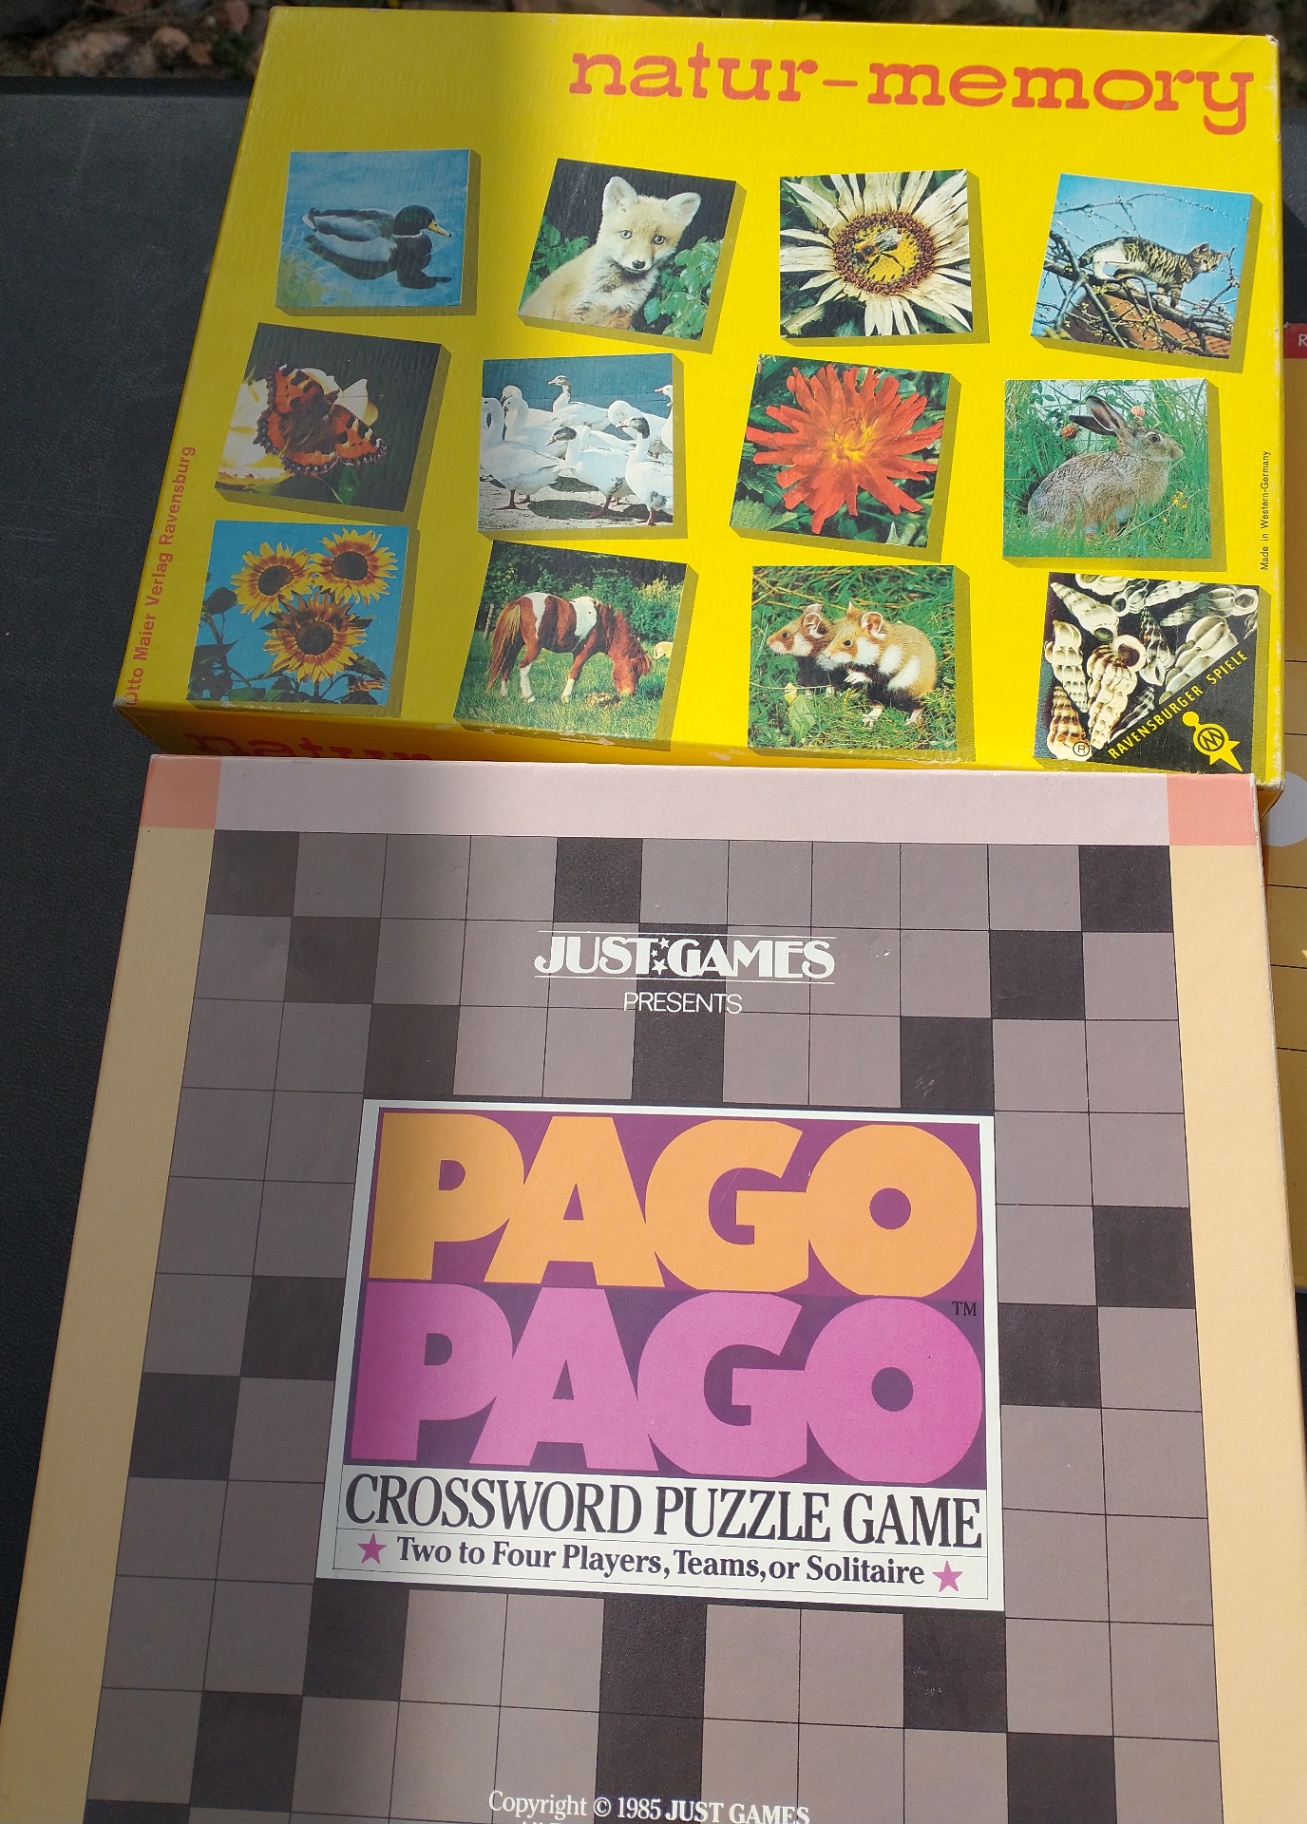 natur-memory
Otto Maier Verlag Ravensburg
Made in Western-Germany
RAVENSBURGER SPIELE
®
natur
JUST GAMES
PRESENTS
PAGO
PAGO
TM
CROSSWORD PUZZLE GAME
Two to Four Players, Teams, or Solitaire
Copyright © 1985 JUST GAMES